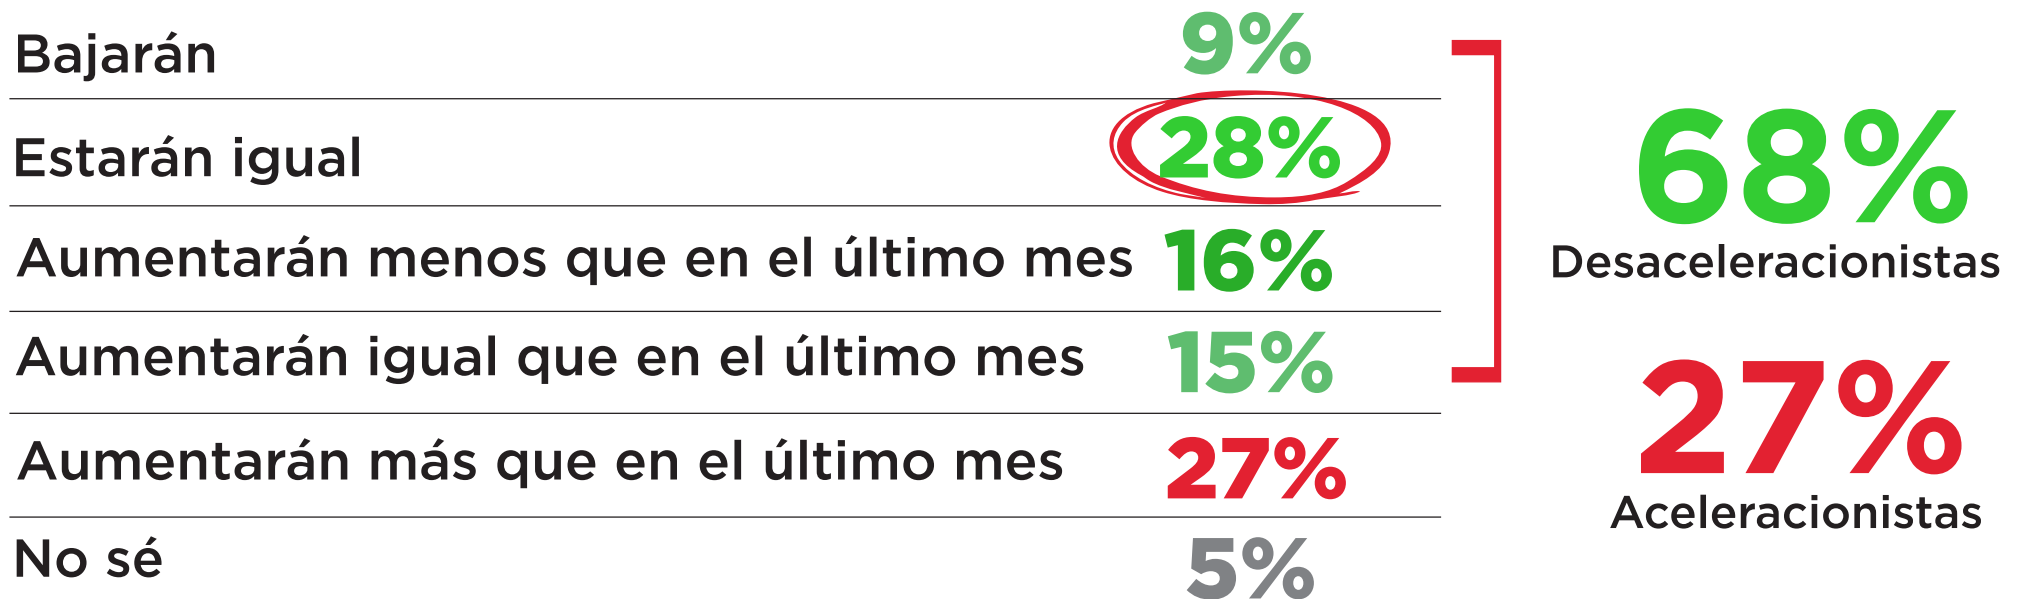 Bajarán 9%
Estarán igual 28%
Aumentarán menos que en el último mes 16%
Aumentarán igual que en el último mes 15%
Aumentarán más que en el último mes 27%
No sé 5%
68%
Desaceleracionistas
27%
Aceleracionistas